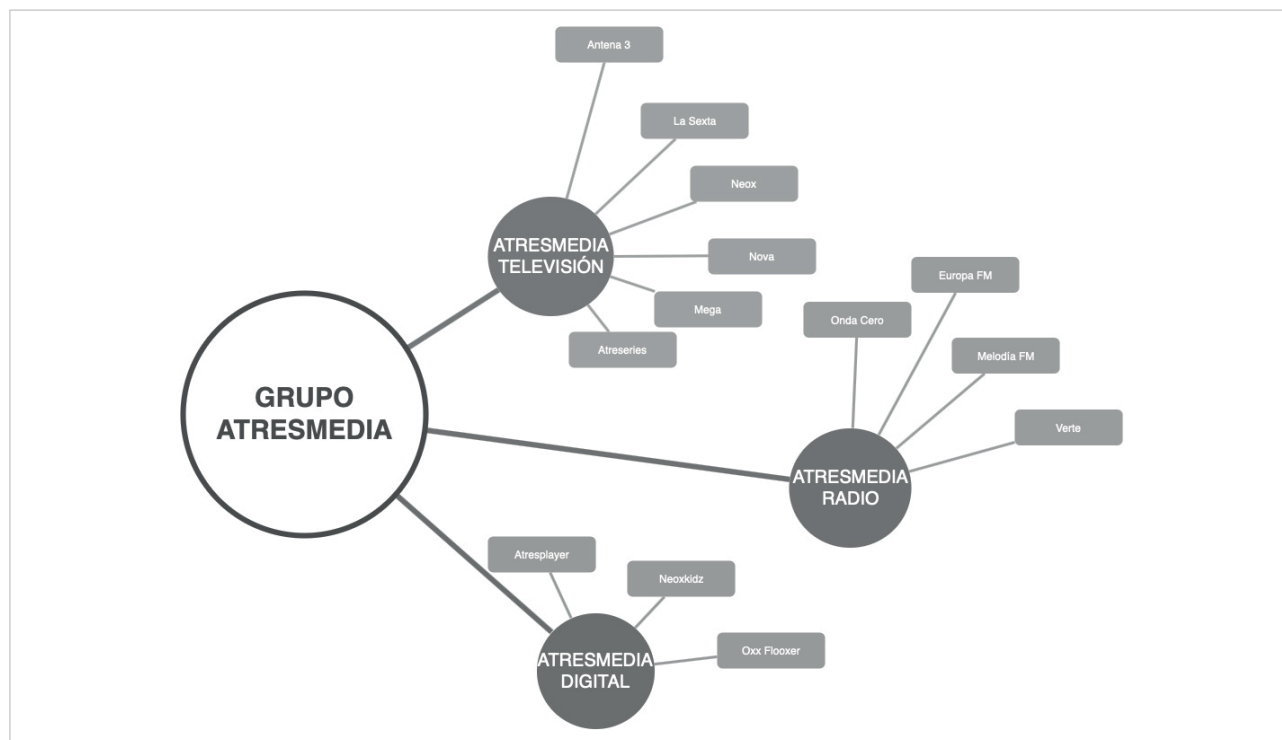 Antena 3
La Sexta
Neox
ATRESMEDIA
TELEVISIÓN
Nova
Mega
Atreseries
Europa FM
Onda Cero
Melodía FM
Verte
GRUPO
ATRESMEDIA
ATRESMEDIA
RADIO
Atresplayer
Neoxkidz
Oxx Flooxer
ATRESMEDIA
DIGITAL